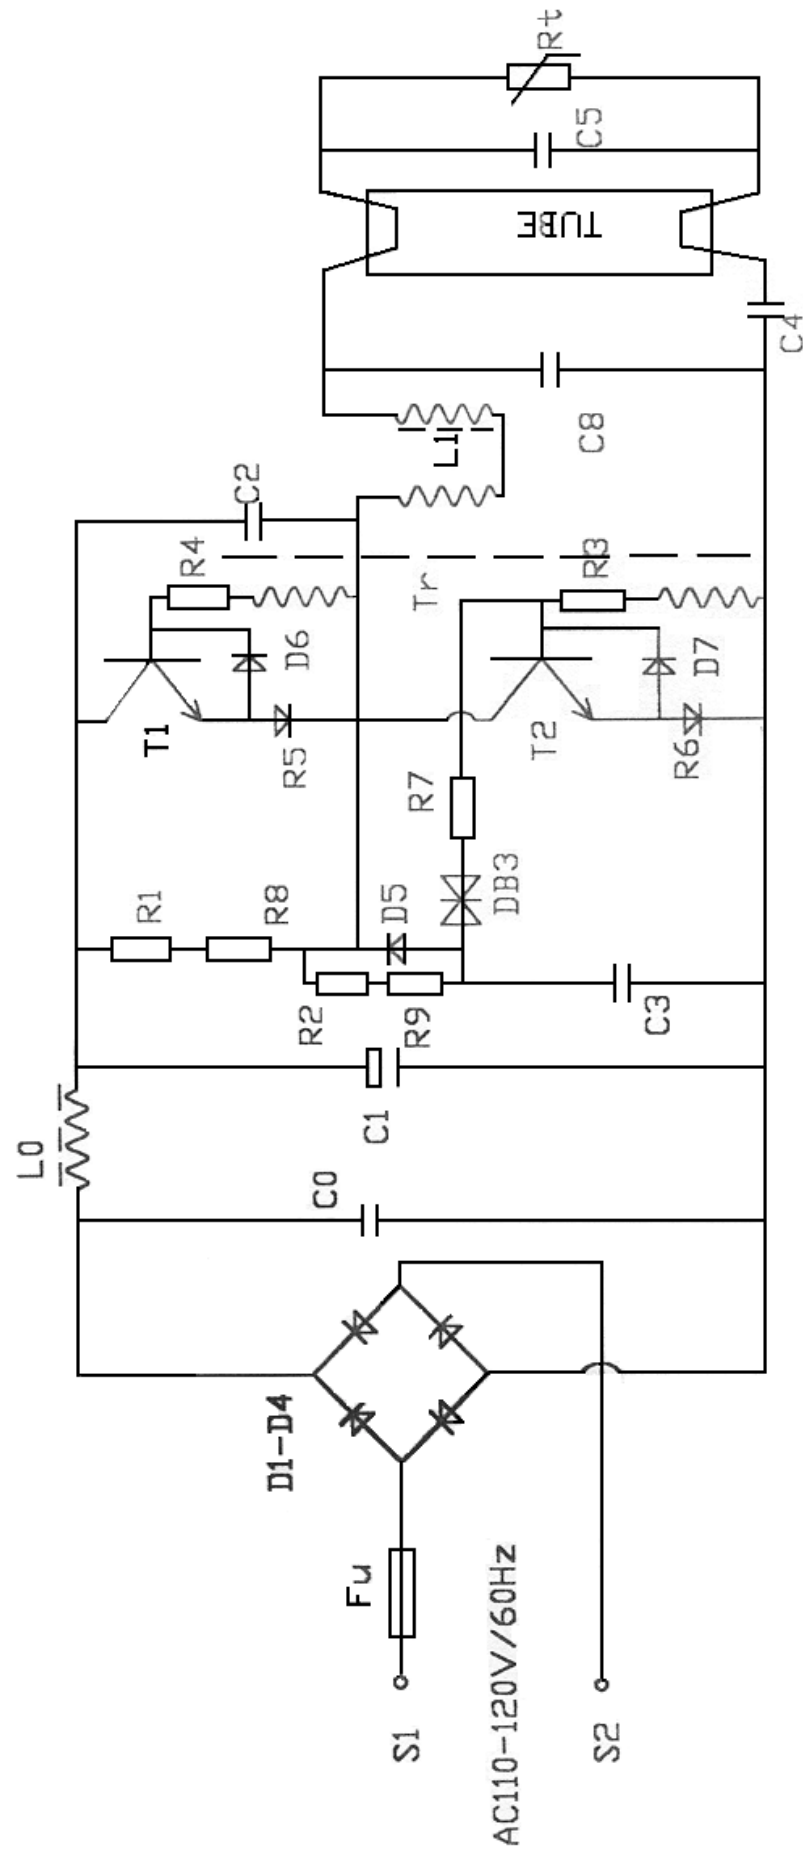 S1
S2
AC110-120V/60Hz
Fu
D1-D4
C0
L0
C1
R1
R8
R2
R9
D5
C3
DB3
R7
T1
R5
D6
R4
C2
T2
R6
D7
R3
Tr
L1
C8
C4
TUBE
C5
Rt